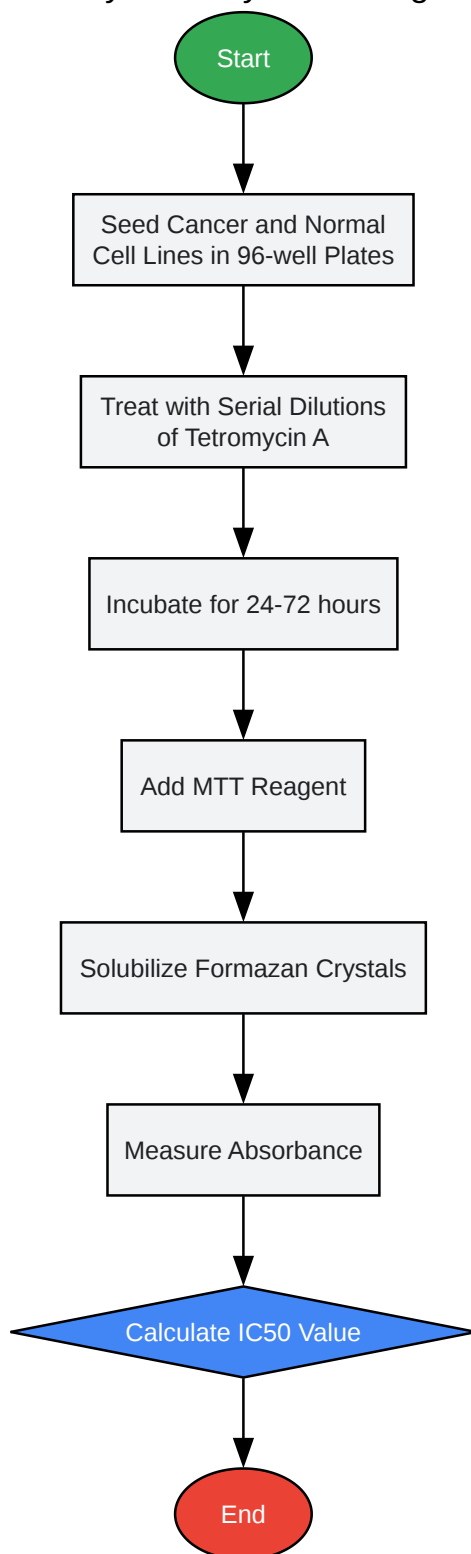 Start
Seed Cancer and Normal
Cell Lines in 96-well Plates
Treat with Serial Dilutions
of Tetromycin A
Incubate for 24-72 hours
Add MTT Reagent
Solubilize Formazan Crystals
Measure Absorbance
Calculate IC50 Value
End